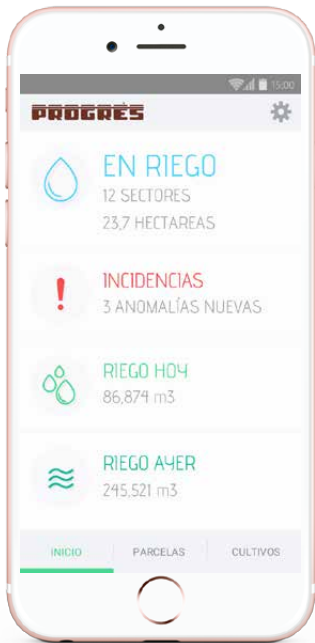 15:00
PROGRÉS
EN RIEGO
12 SECTORES
23,7 HECTAREAS
INCIDENCIAS
3 ANOMALÍAS NUEVAS
RIEGO HOY
86,874 m3
RIEGO AYER
245,521 m3
INICIO PARCELAS CULTIVOS